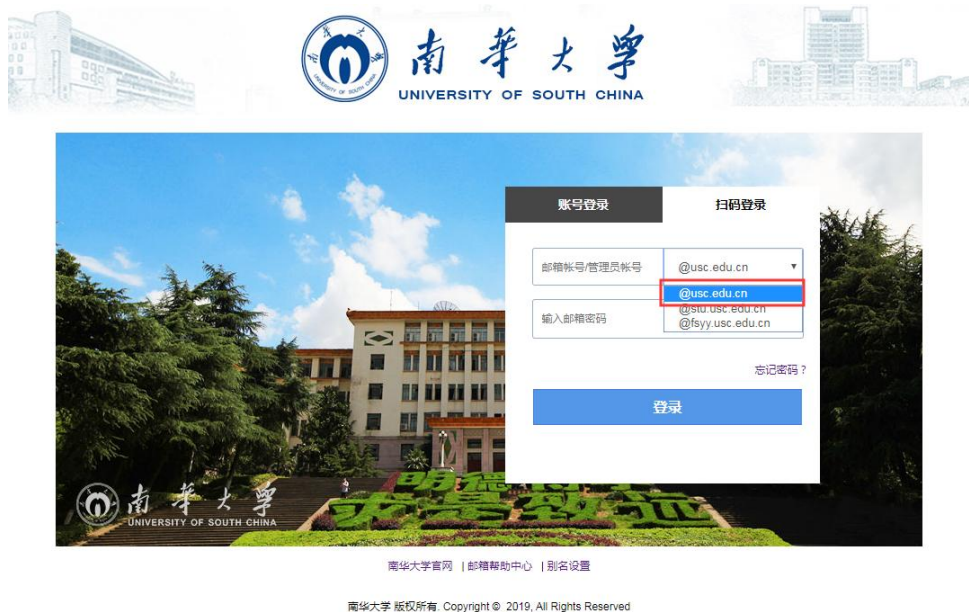 南華大學
UNIVERSITY OF SOUTH CHINA
账号登录
扫码登录
邮箱帐号/管理员帐号
@usc.edu.cn
@usc.edu.cn
@stu.usc.edu.cn
@fsyy.usc.edu.cn
输入邮箱密码
忘记密码？
登录
南華大學
UNIVERSITY OF SOUTH CHINA
南华大学官网 | 邮箱帮助中心 | 别名设置
南华大学 版权所有. Copyright © 2019, All Rights Reserved